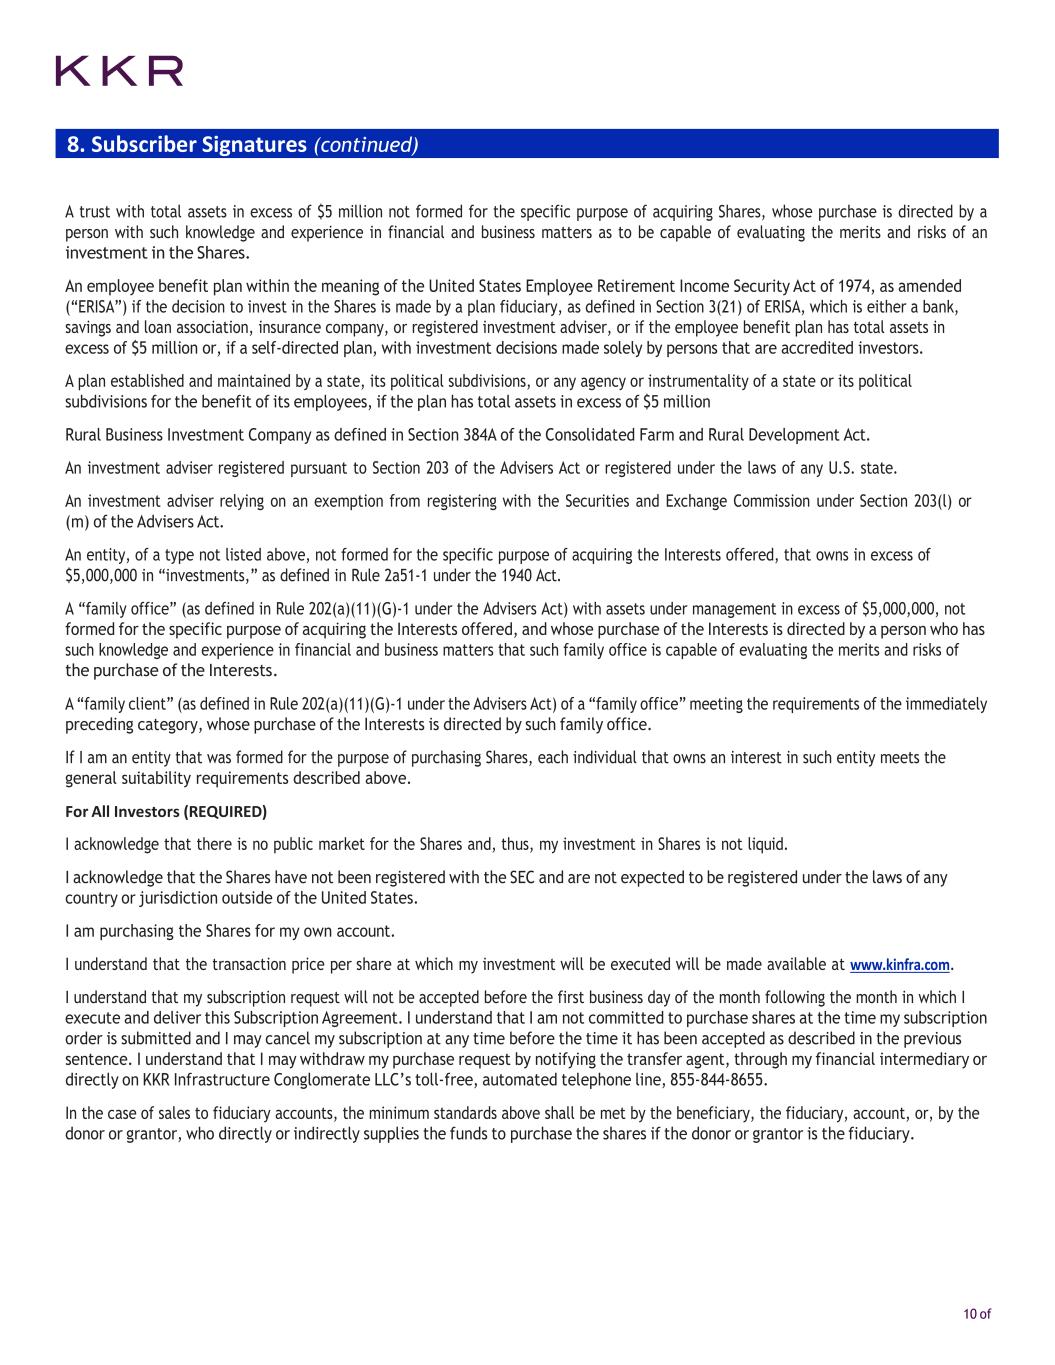 KKR
8. Subscriber Signatures (continued)
A trust with total assets in excess of $5 million not formed for the specific purpose of acquiring Shares, whose purchase is directed by a
person with such knowledge and experience in financial and business matters as to be capable of evaluating the merits and risks of an
investment in the Shares.
An employee benefit plan within the meaning of the United States Employee Retirement Income Security Act of 1974, as amended
(“ERISA”) if the decision to invest in the Shares is made by a plan fiduciary, as defined in Section 3(21) of ERISA, which is either a bank,
savings and loan association, insurance company, or registered investment adviser, or if the employee benefit plan has total assets in
excess of $5 million or, if a self-directed plan, with investment decisions made solely by persons that are accredited investors.
A plan established and maintained by a state, its political subdivisions, or any agency or instrumentality of a state or its political
subdivisions for the benefit of its employees, if the plan has total assets in excess of $5 million
Rural Business Investment Company as defined in Section 384A of the Consolidated Farm and Rural Development Act.
An investment adviser registered pursuant to Section 203 of the Advisers Act or registered under the laws of any U.S. state.
An investment adviser relying on an exemption from registering with the Securities and Exchange Commission under Section 203(l) or
(m) of the Advisers Act.
An entity, of a type not listed above, not formed for the specific purpose of acquiring the Interests offered, that owns in excess of
$5,000,000 in “investments,” as defined in Rule 2a51-1 under the 1940 Act.
A “family office” (as defined in Rule 202(a)(11)(G)-1 under the Advisers Act) with assets under management in excess of $5,000,000, not
formed for the specific purpose of acquiring the Interests offered, and whose purchase of the Interests is directed by a person who has
such knowledge and experience in financial and business matters that such family office is capable of evaluating the merits and risks of
the purchase of the Interests.
A “family client” (as defined in Rule 202(a)(11)(G)-1 under the Advisers Act) of a “family office” meeting the requirements of the immediately
preceding category, whose purchase of the Interests is directed by such family office.
If I am an entity that was formed for the purpose of purchasing Shares, each individual that owns an interest in such entity meets the
general suitability requirements described above.
For All Investors (REQUIRED)
I acknowledge that there is no public market for the Shares and, thus, my investment in Shares is not liquid.
I acknowledge that the Shares have not been registered with the SEC and are not expected to be registered under the laws of any
country or jurisdiction outside of the United States.
I am purchasing the Shares for my own account.
I understand that the transaction price per share at which my investment will be executed will be made available at www.kinfra.com.
I understand that my subscription request will not be accepted before the first business day of the month following the month in which I
execute and deliver this Subscription Agreement. I understand that I am not committed to purchase shares at the time my subscription
order is submitted and I may cancel my subscription at any time before the time it has been accepted as described in the previous
sentence. I understand that I may withdraw my purchase request by notifying the transfer agent, through my financial intermediary or
directly on KKR Infrastructure Conglomerate LLC’s toll-free, automated telephone line, 855-844-8655.
In the case of sales to fiduciary accounts, the minimum standards above shall be met by the beneficiary, the fiduciary, account, or, by the
donor or grantor, who directly or indirectly supplies the funds to purchase the shares if the donor or grantor is the fiduciary.
10 of